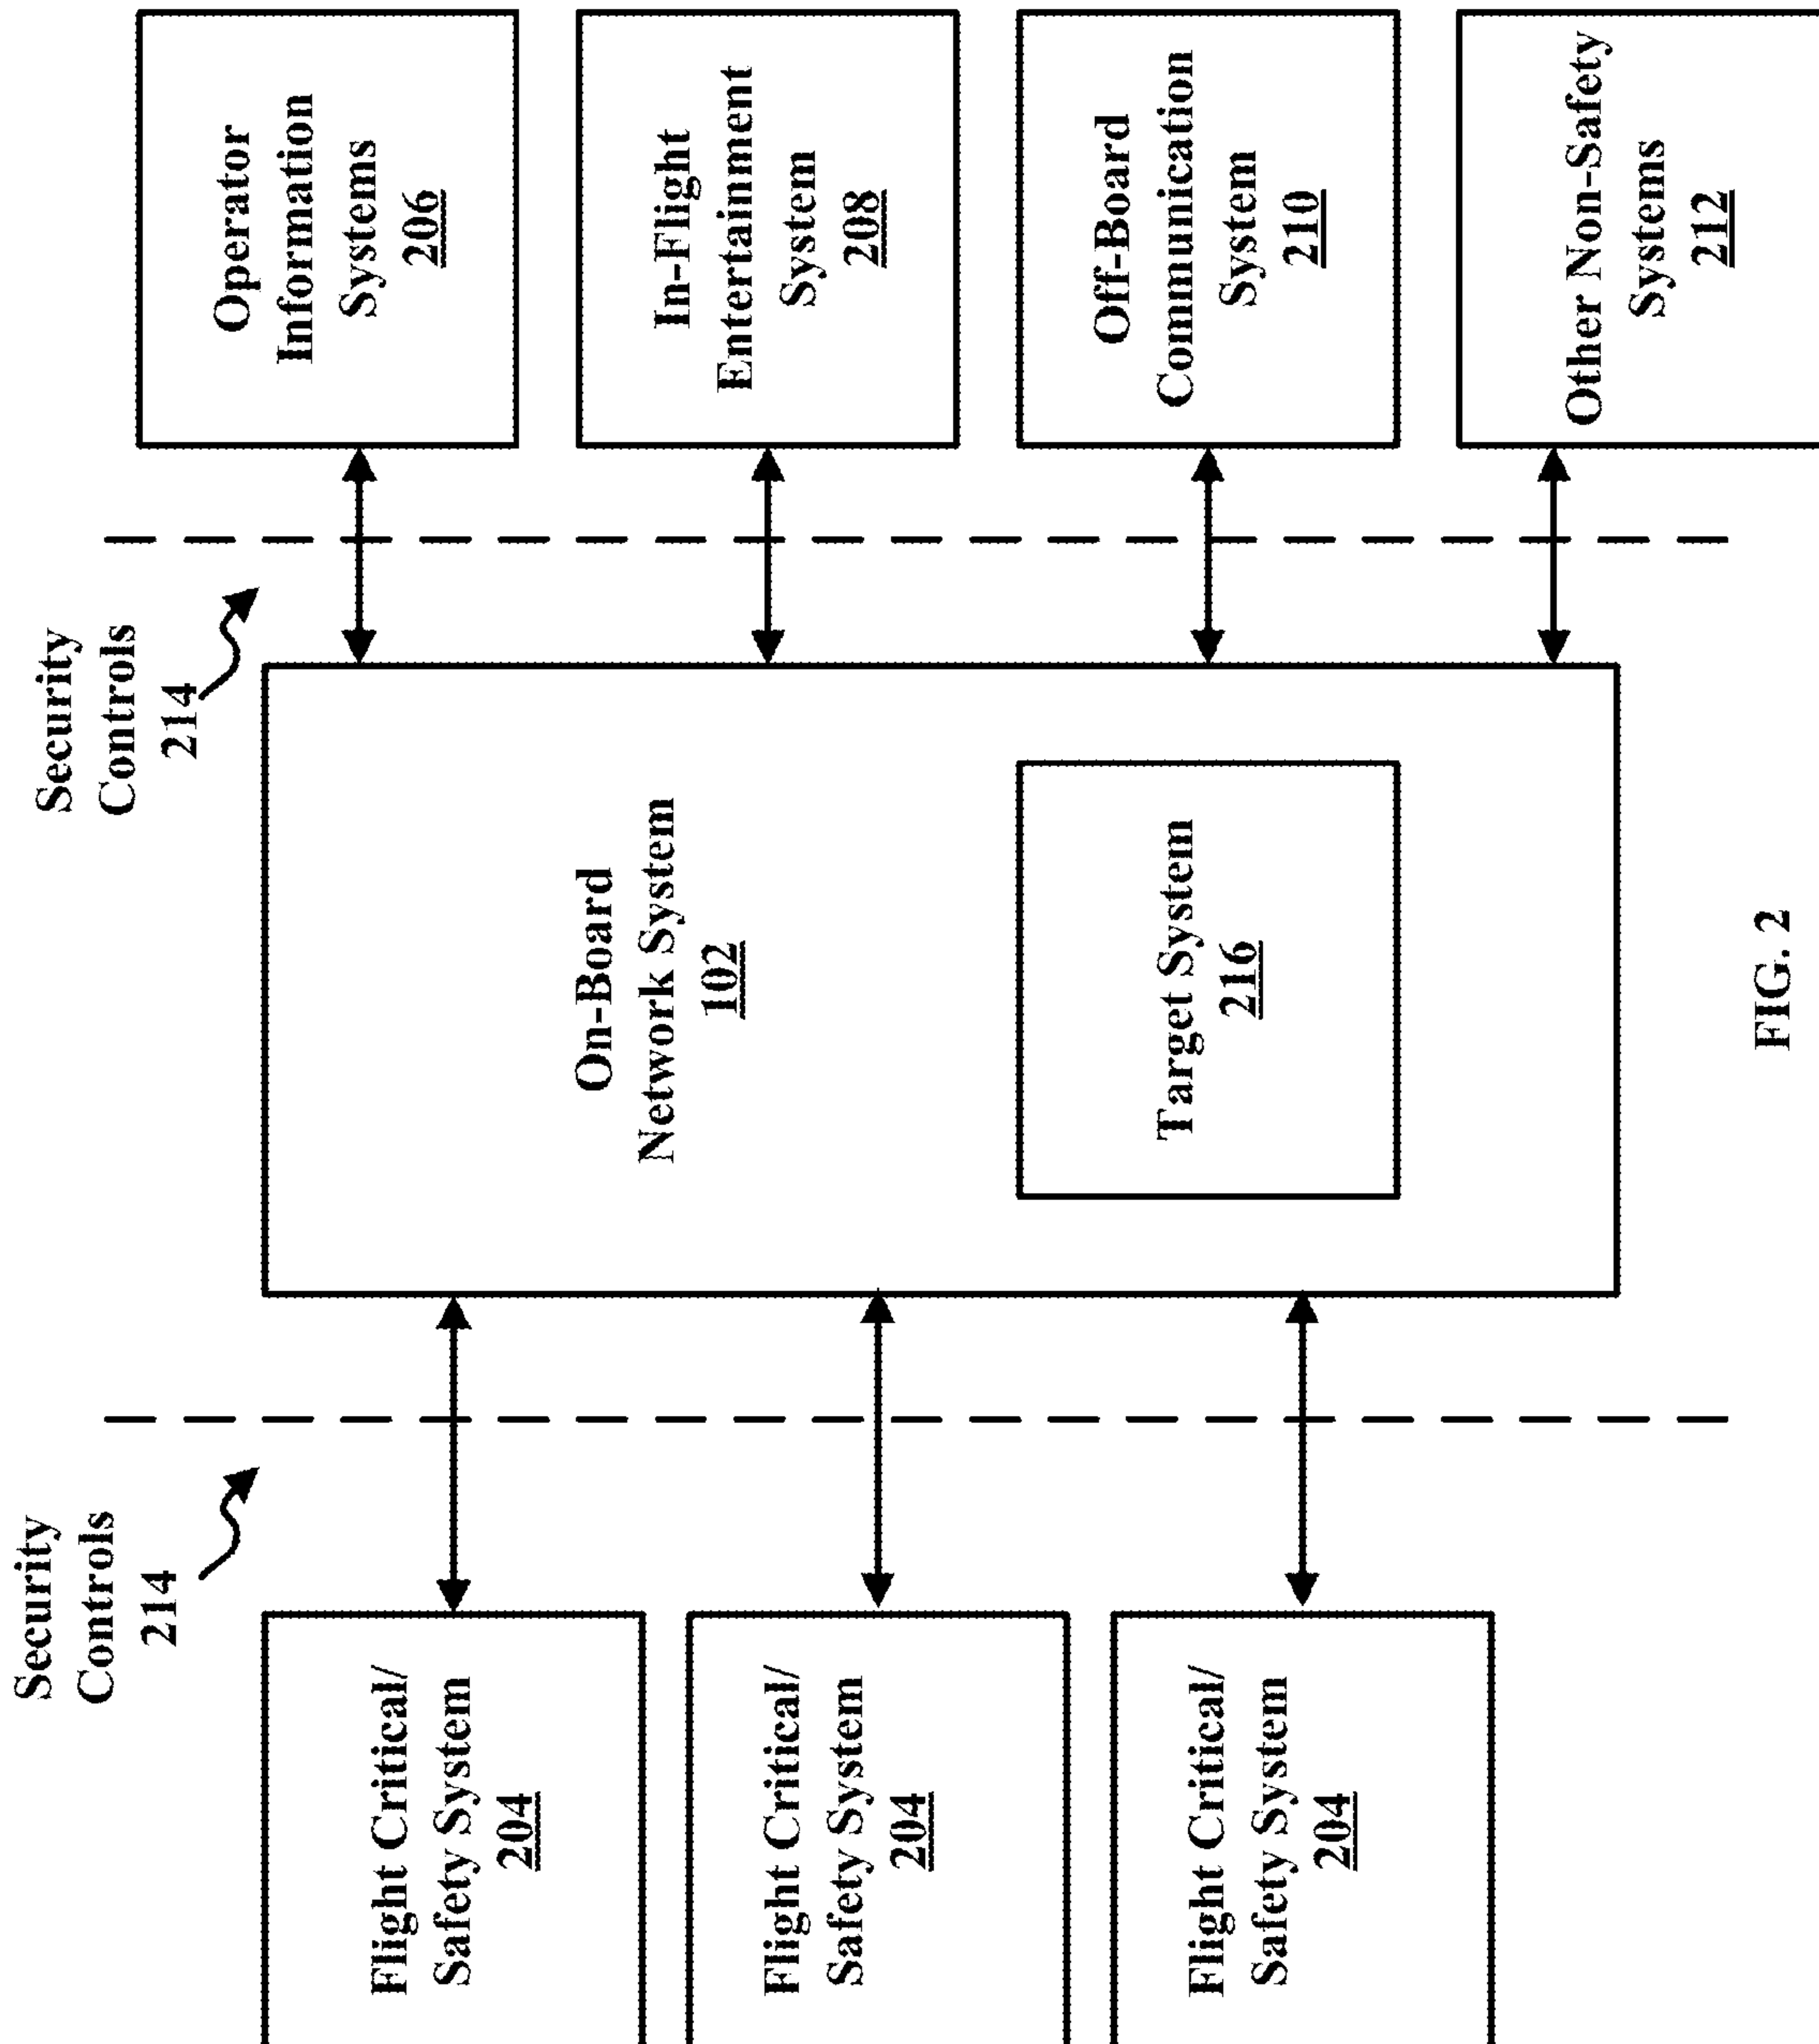 Security
Controls
214
Security
Controls
214
Flight Critical/
Safety System
204
Flight Critical/
Safety System
204
Flight Critical/
Safety System
204
On-Board
Network System
102
Target System
216
Operator
Information
Systems
206
In-Flight
Entertainment
System
208
Off-Board
Communication
System
210
Other Non-Safety
Systems
212
FIG. 2